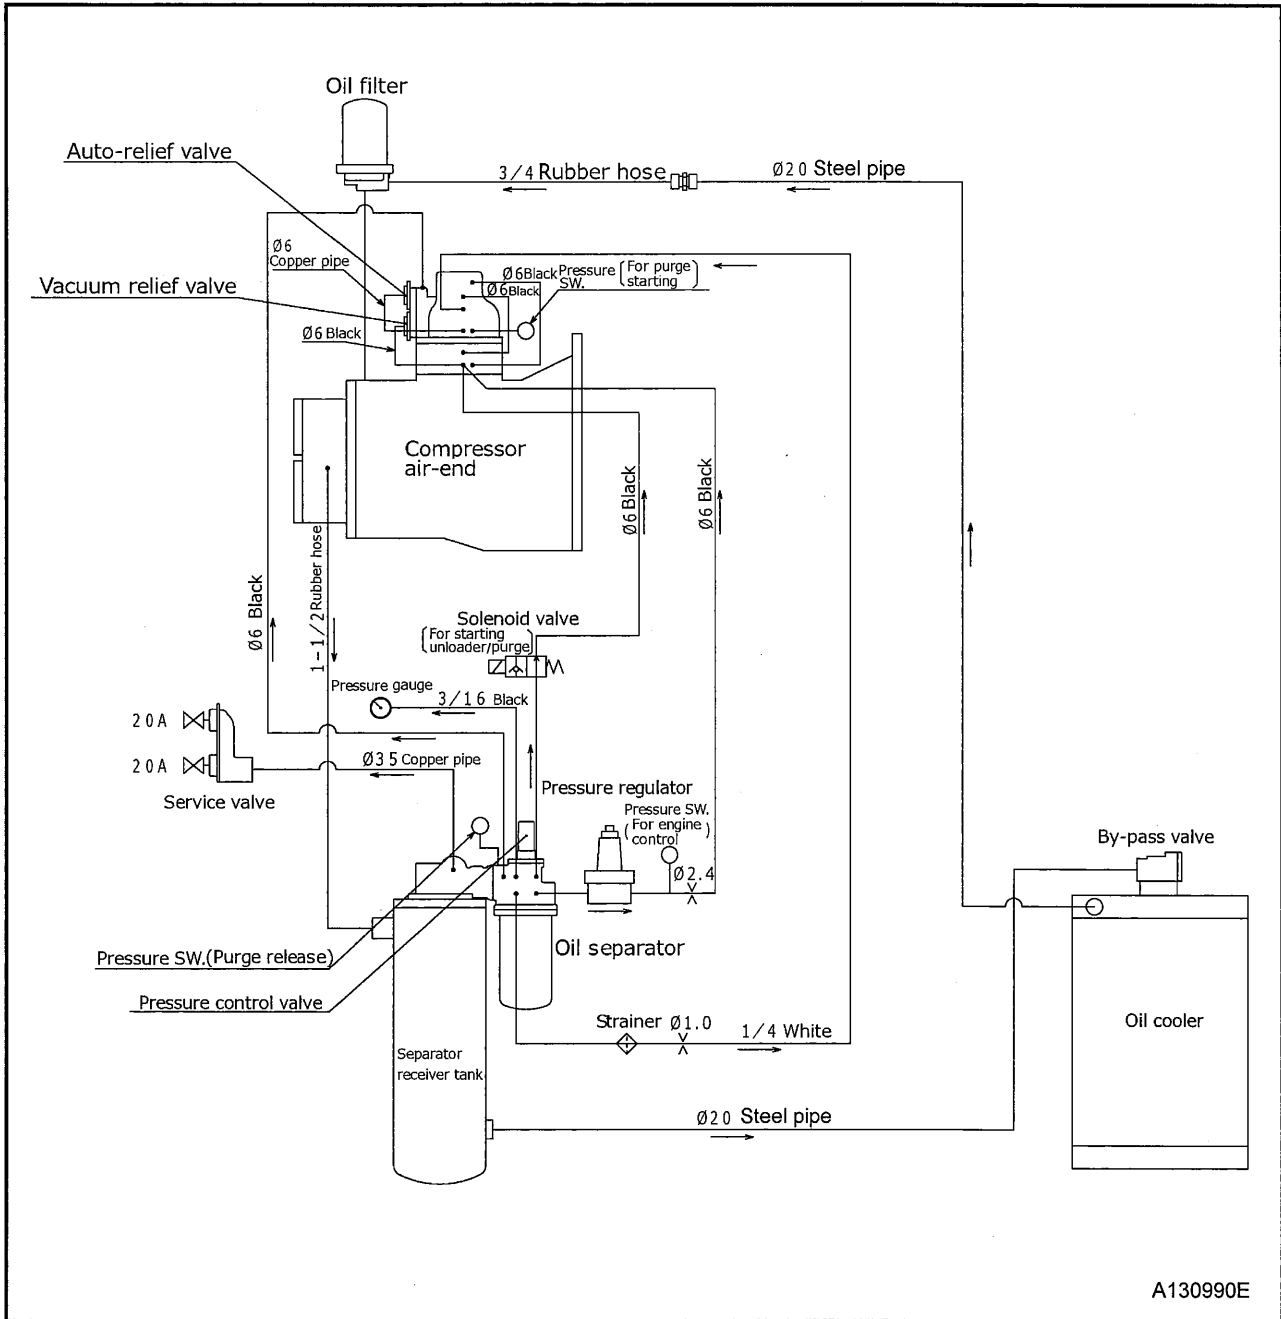 Oil filter
Auto-relief valve
3/4 Rubber hose
Ø20 Steel pipe
Ø6
Copper pipe
Vacuum relief valve
Ø6 Black
Ø6Black
Ø6Black
Pressure
SW.
(For purge
starting)
Compressor
air-end
Ø6 Black
Ø6 Black
1-1/2 Rubber hose
Ø6 Black
Solenoid valve
(For starting
unloader/purge)
Pressure gauge
3/16 Black
20A
20A
Service valve
Ø35 Copper pipe
Pressure regulator
Pressure SW.
(For engine
control)
Ø2.4
By-pass valve
Pressure SW.(Purge release)
Oil separator
Pressure control valve
Strainer
Ø1.0
1/4 White
Oil cooler
Separator
receiver tank
Ø20 Steel pipe
A130990E